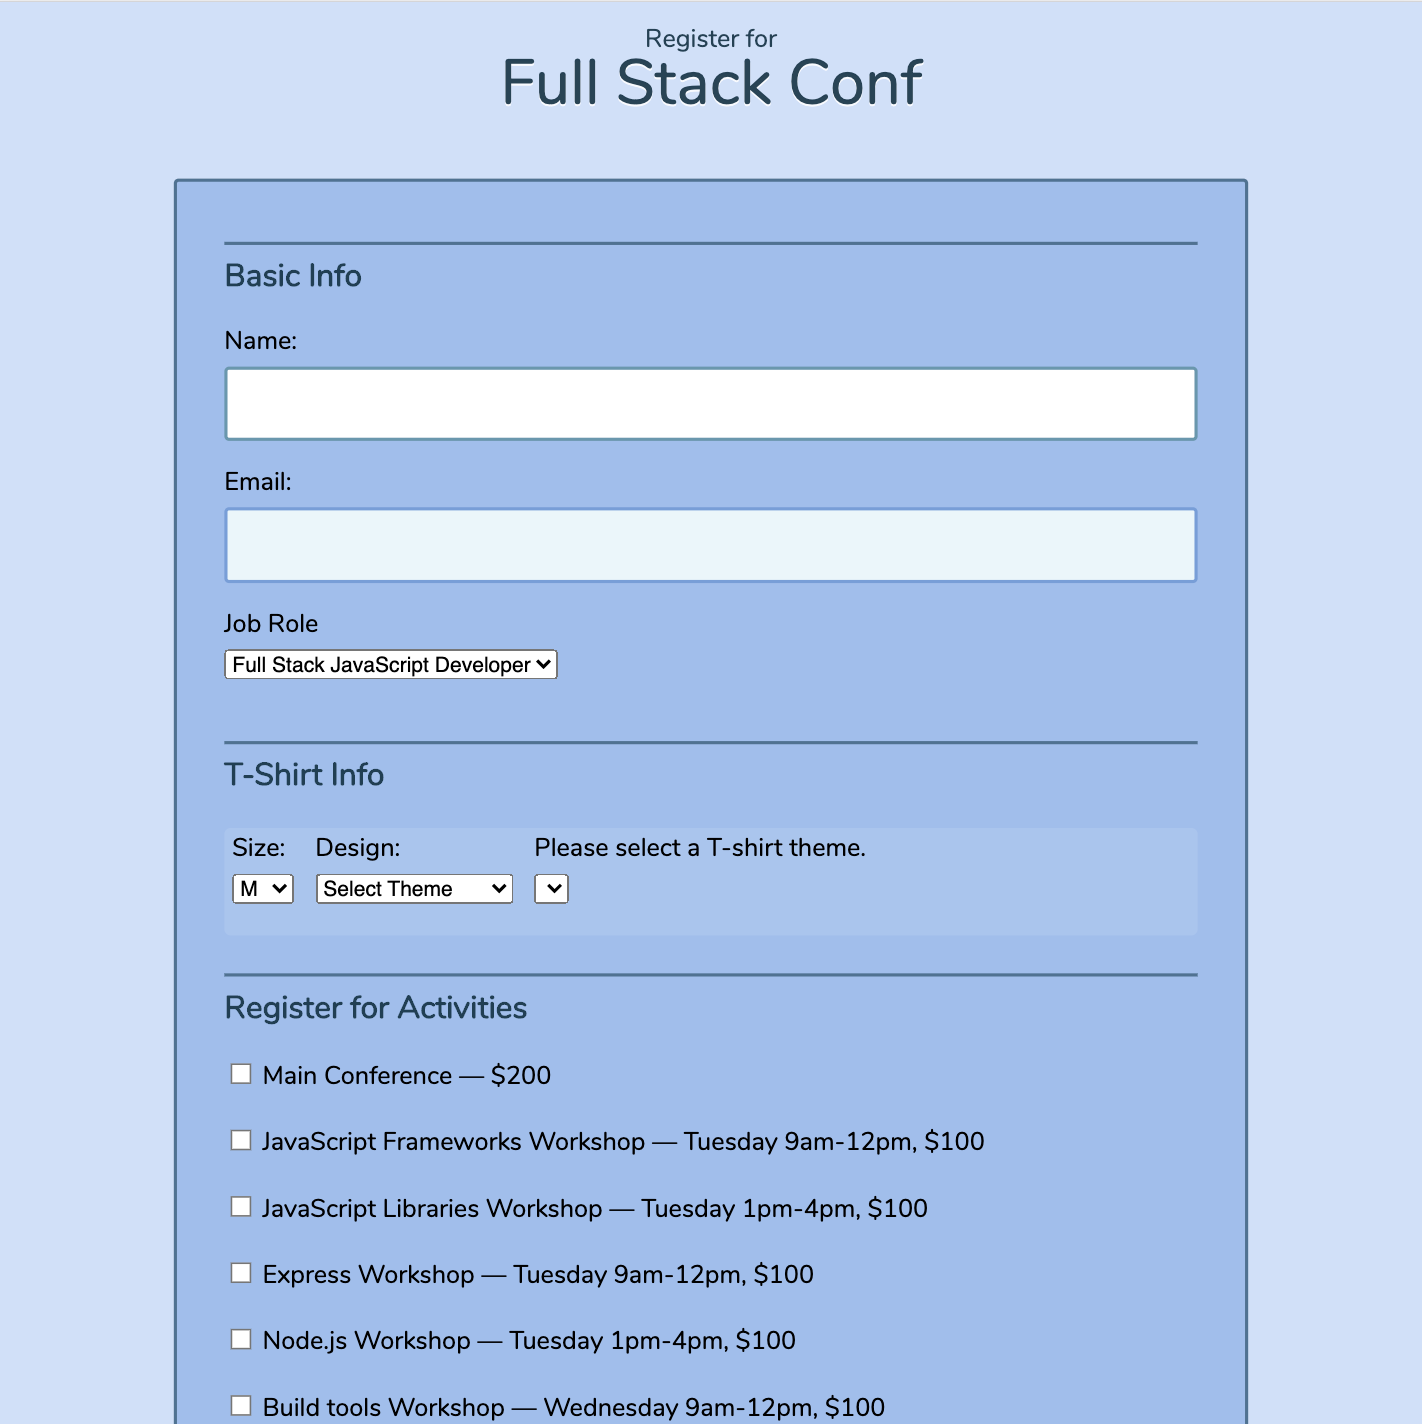 Register for
Full Stack Conf
Basic Info
Name:
Email:
Job Role
Full Stack JavaScript Developer
T-Shirt Info
Size: Design: Please select a T-shirt theme.
M Select Theme
Register for Activities
Main Conference — $200
JavaScript Frameworks Workshop — Tuesday 9am-12pm, $100
JavaScript Libraries Workshop — Tuesday 1pm-4pm, $100
Express Workshop — Tuesday 9am-12pm, $100
Node.js Workshop — Tuesday 1pm-4pm, $100
Build tools Workshop — Wednesday 9am-12pm, $100